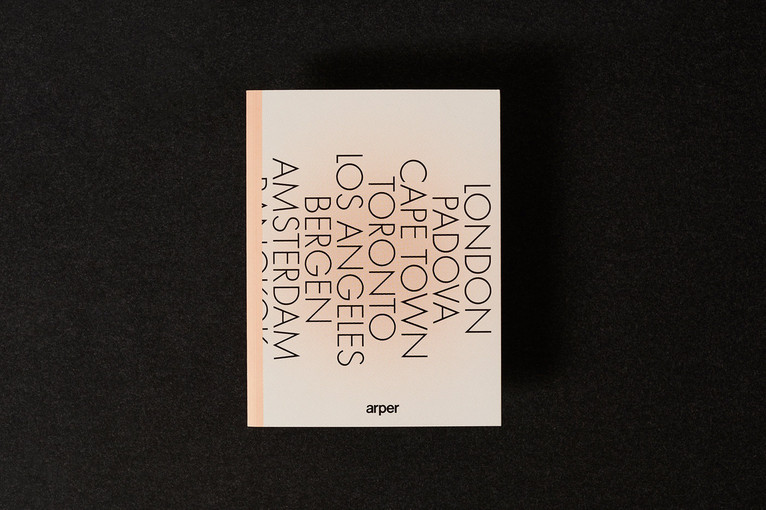 LONDON
PADOVA
CAPE TOWN
TORONTO
LOS ANGELES
BERGEN
AMSTERDAM
arper